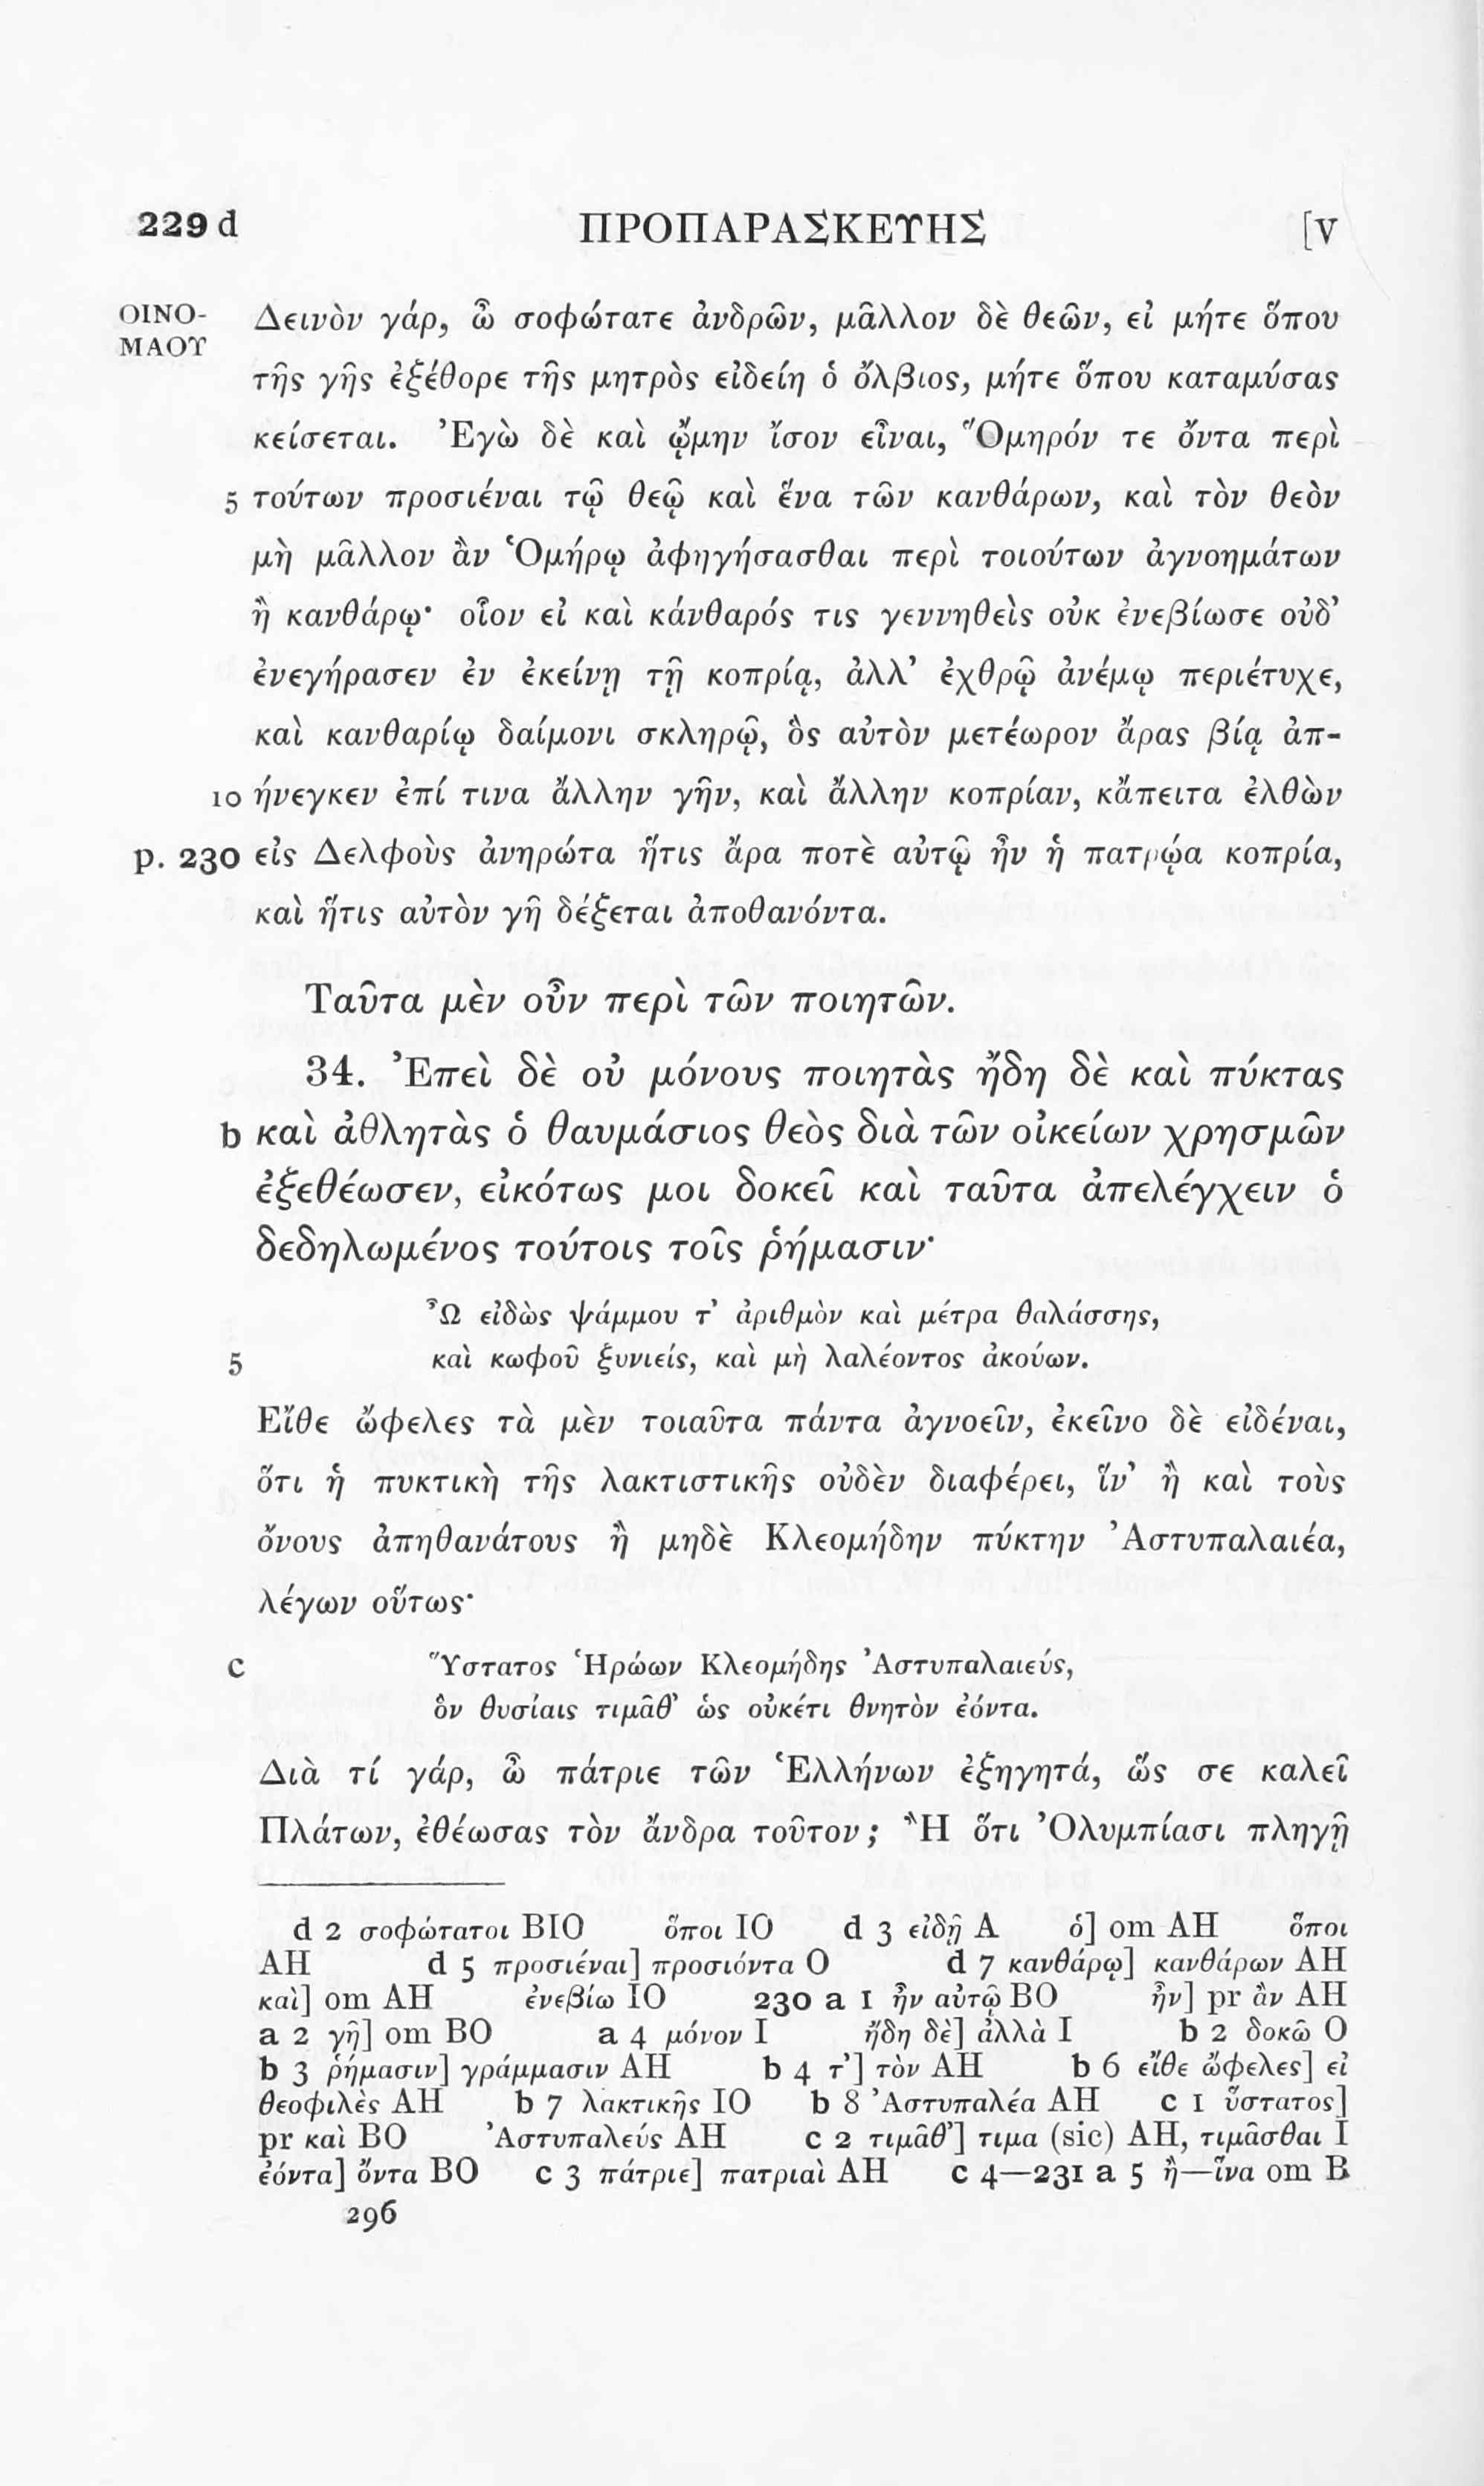 229 d ΠΡΟΠΑΡΑΣΚΕΥΗΣ [V
ΟΙΝΟ- Δεινὸν γάρ, ὦ σοφώτατε ἀνδρῶν, μᾶλλον δὲ θεῶν, εἰ μήτε ὅπου
ΜΑΟΥ
τῆς γῆς ἐξέθορε τῆς μητρὸς εἰδείη ὁ ὄλβιος, μήτε ὅπου καταμύσας
κείσεται. Ἐγὼ δὲ καὶ ᾤμην ἴσον εἶναι, Ὅμηρόν τε ὄντα περὶ
5 τούτων προσιέναι τῷ θεῷ καὶ ἕνα τῶν κανθάρων, καὶ τὸν θεὸν
μὴ μᾶλλον ἂν Ὁμήρῳ ἀφηγήσασθαι περὶ τοιούτων ἀγνοημάτων
ἢ κανθάρῳ· οἷον εἰ καὶ κάνθαρός τις γεννηθεὶς οὐκ ἐνεβίωσε οὐδ’
ἐνεγήρασεν ἐν ἐκείνῃ τῇ κοπρίᾳ, ἀλλ’ ἐχθρῷ ἀνέμῳ περιέτυχε,
καὶ κανθαρίῳ δαίμονι σκληρῷ, ὃς αὐτὸν μετέωρον ἄρας βίᾳ ἀπ-
10 ήνεγκεν ἐπί τινα ἄλλην γῆν, καὶ ἄλλην κοπρίαν, κἄπειτα ἐλθὼν
p. 230 εἰς Δελφοὺς ἀνηρώτα ἥτις ἄρα ποτὲ αὐτῷ ἦν ἡ πατρῴα κοπρία,
καὶ ἥτις αὐτὸν γῆ δέξεται ἀποθανόντα.
Ταῦτα μὲν οὖν περὶ τῶν ποιητῶν.
34. Ἐπεὶ δὲ οὐ μόνους ποιητὰς ἤδη δὲ καὶ πύκτας
b καὶ ἀθλητὰς ὁ θαυμάσιος θεὸς διὰ τῶν οἰκείων χρησμῶν
ἐξεθέωσεν, εἰκότως μοι δοκεῖ καὶ ταῦτα ἀπελέγχειν ὁ
δεδηλωμένος τούτοις τοῖς ῥήμασιν·
Ὦ εἰδὼς ψάμμου τ’ ἀριθμὸν καὶ μέτρα θαλάσσης,
5 καὶ κωφοῦ ξυνιείς, καὶ μὴ λαλέοντος ἀκούων.
Εἴθε ὤφελες τὰ μὲν τοιαῦτα πάντα ἀγνοεῖν, ἐκεῖνο δὲ εἰδέναι,
ὅτι ἡ πυκτικὴ τῆς λακτιστικῆς οὐδὲν διαφέρει, ἵν’ ἢ καὶ τοὺς
ὄνους ἀπηθανάτους ἢ μηδὲ Κλεομήδην πύκτην Ἀστυπαλαιέα,
λέγων οὕτως·
c Ὕστατος Ἡρώων Κλεομήδης Ἀστυπαλαιεύς,
ὃν θυσίαις τιμᾶθ’ ὡς οὐκέτι θνητὸν ἐόντα.
Διὰ τί γάρ, ὦ πάτριε τῶν Ἑλλήνων ἐξηγητά, ὥς σε καλεῖ
Πλάτων, ἐθέωσας τὸν ἄνδρα τοῦτον; Ἢ ὅτι Ὀλυμπίασι πληγῇ
d 2 σοφώτατοι BIO ὅποι IO d 3 εἰδῇ A ὁ] om AH ὅποι
AH d 5 προσιέναι] προσιόντα O d 7 κανθάρῳ] κανθάρων AH
καὶ] om AH ἐνεβίω IO 230 a 1 ἦν αὐτῷ BO ἦν] pr ἂν AH
a 2 γῆ] om BO a 4 μόνον I ἤδη δὲ] ἀλλὰ I b 2 δοκῶ O
b 3 ῥήμασιν] γράμμασιν AH b 4 τ’] τὸν AH b 6 εἴθε ὤφελες] εἰ
θεοφιλὲς AH b 7 λακτικῆς IO b 8 Ἀστυπαλέα AH c 1 ὕστατος]
pr καὶ BO Ἀστυπαλεύς AH c 2 τιμᾶθ’] τιμα (sic) AH, τιμᾶσθαι I
ἐόντα] ὄντα BO c 3 πάτριε] πατριαὶ AH c 4—231 a 5 ἢ—ἵνα om B
296